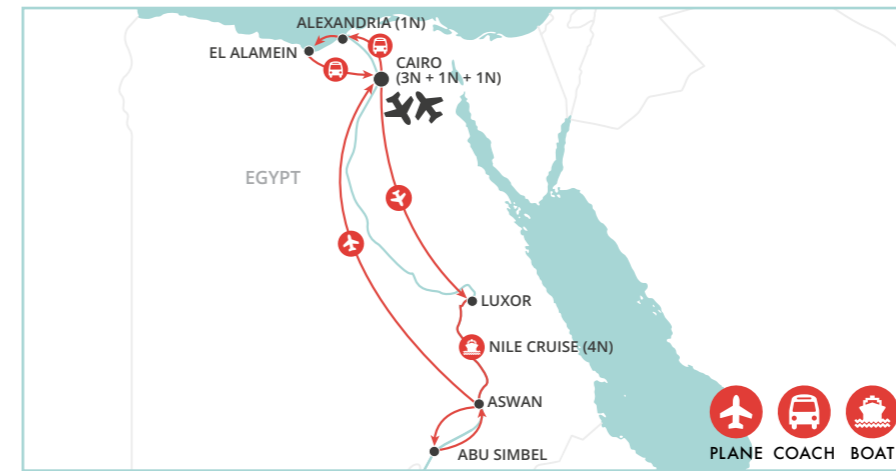 ALEXANDRIA (1N)
EL ALAMEIN
CAIRO
(3N + 1N + 1N)
EGYPT
LUXOR
NILE CRUISE (4N)
ASWAN
ABU SIMBEL
PLANE COACH BOAT